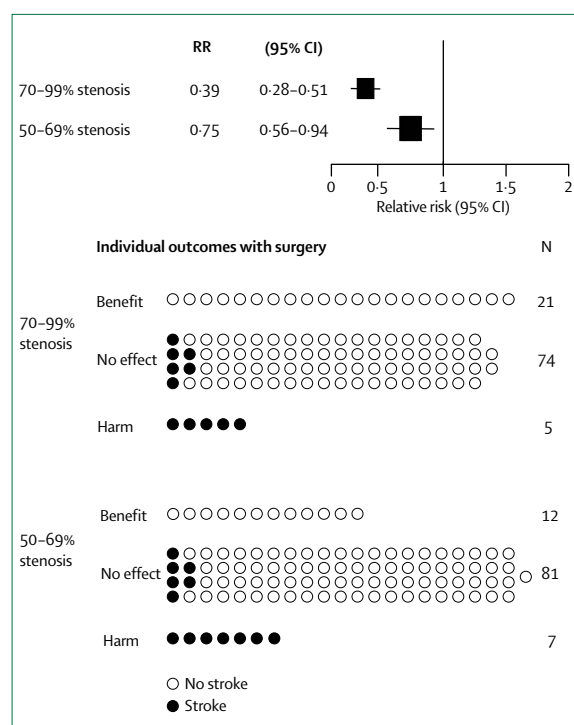 RR (95% CI)
70–99% stenosis 0·39 0·28–0·51
50–69% stenosis 0·75 0·56–0·94
0 0·5 1 1·5 2
Relative risk (95% CI)
Individual outcomes with surgery N
70–99%
stenosis
Benefit 21
No effect 74
Harm 5
50–69%
stenosis
Benefit 12
No effect 81
Harm 7
No stroke
Stroke